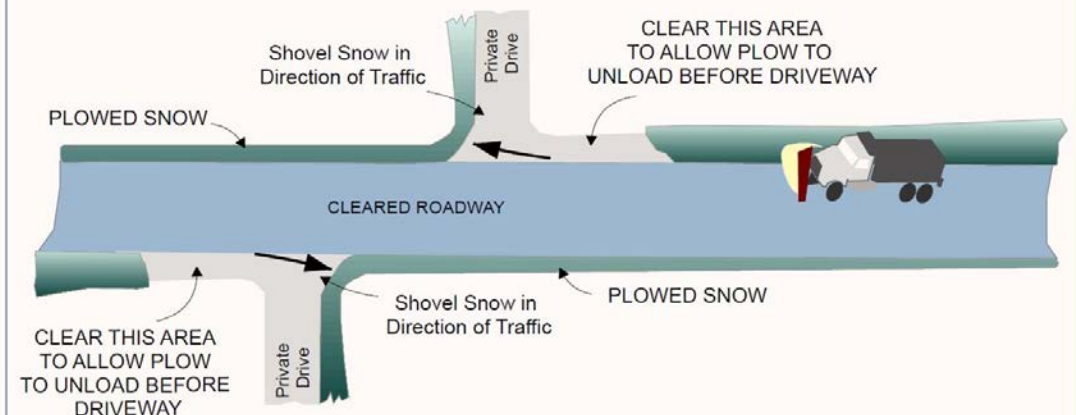 CLEAR THIS AREA
TO ALLOW PLOW TO
UNLOAD BEFORE DRIVEWAY
Private
Drive
Shovel Snow in
Direction of Traffic
PLOWED SNOW
CLEARED ROADWAY
PLOWED SNOW
Shovel Snow in
Direction of Traffic
Private
Drive
CLEAR THIS AREA
TO ALLOW PLOW
TO UNLOAD BEFORE
DRIVEWAY